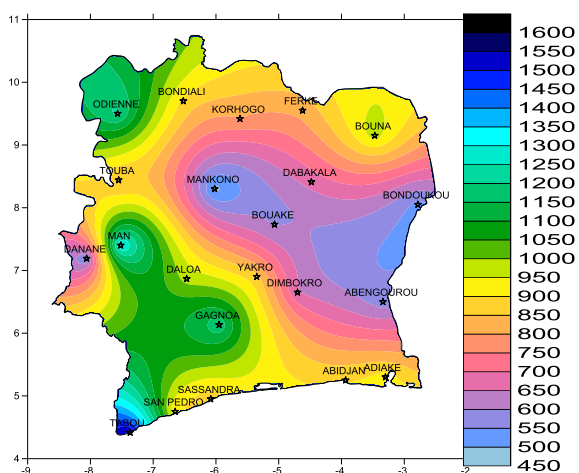 11
1600
1550
10
BONDIALI
1500
ODIENNE
FERKE
KORHOGO
1450
1400
9
BOUNA
1350
1300
TOUBA
DABAKALA
MANKONO
1250
8
BONDOUKOU
1200
BOUAKE
1150
MAN
1100
DANANE
1050
7
DALOA
YAKRO
1000
DIMBOKRO
950
ABENGOUROU
900
GAGNOA
850
6
800
750
700
ABIDJAN
ADIAKE
650
5
SASSANDRA
SAN PEDRO
600
TABOU
550
500
4
450
-9 -8 -7 -6 -5 -4 -3 -2